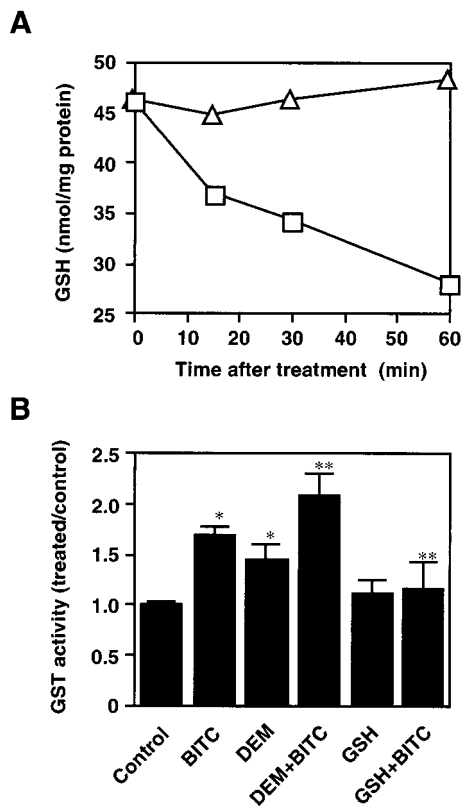 A
GSH (nmol/mg protein)
50
45
40
35
30
25
0 10 20 30 40 50 60
Time after treatment (min)
B
GST activity (treated/control)
2.5
2.0
1.5
1.0
0.5
0
* * ** **
Control BITC DEM DEM+BITC GSH GSH+BITC